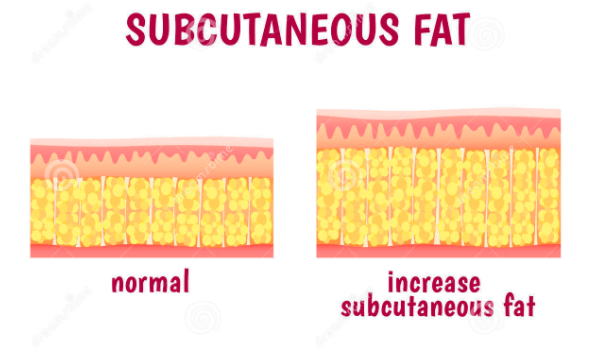 SUBCUTANEOUS FAT
normal
increase
subcutaneous fat